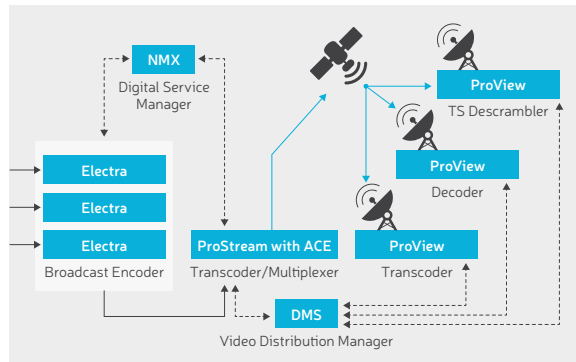 NMX
Digital Service
Manager
ProView
TS Descrambler
Electra
Electra
Electra
Broadcast Encoder
ProView
Decoder
ProStream with ACE
Transcoder/Multiplexer
ProView
Transcoder
DMS
Video Distribution Manager